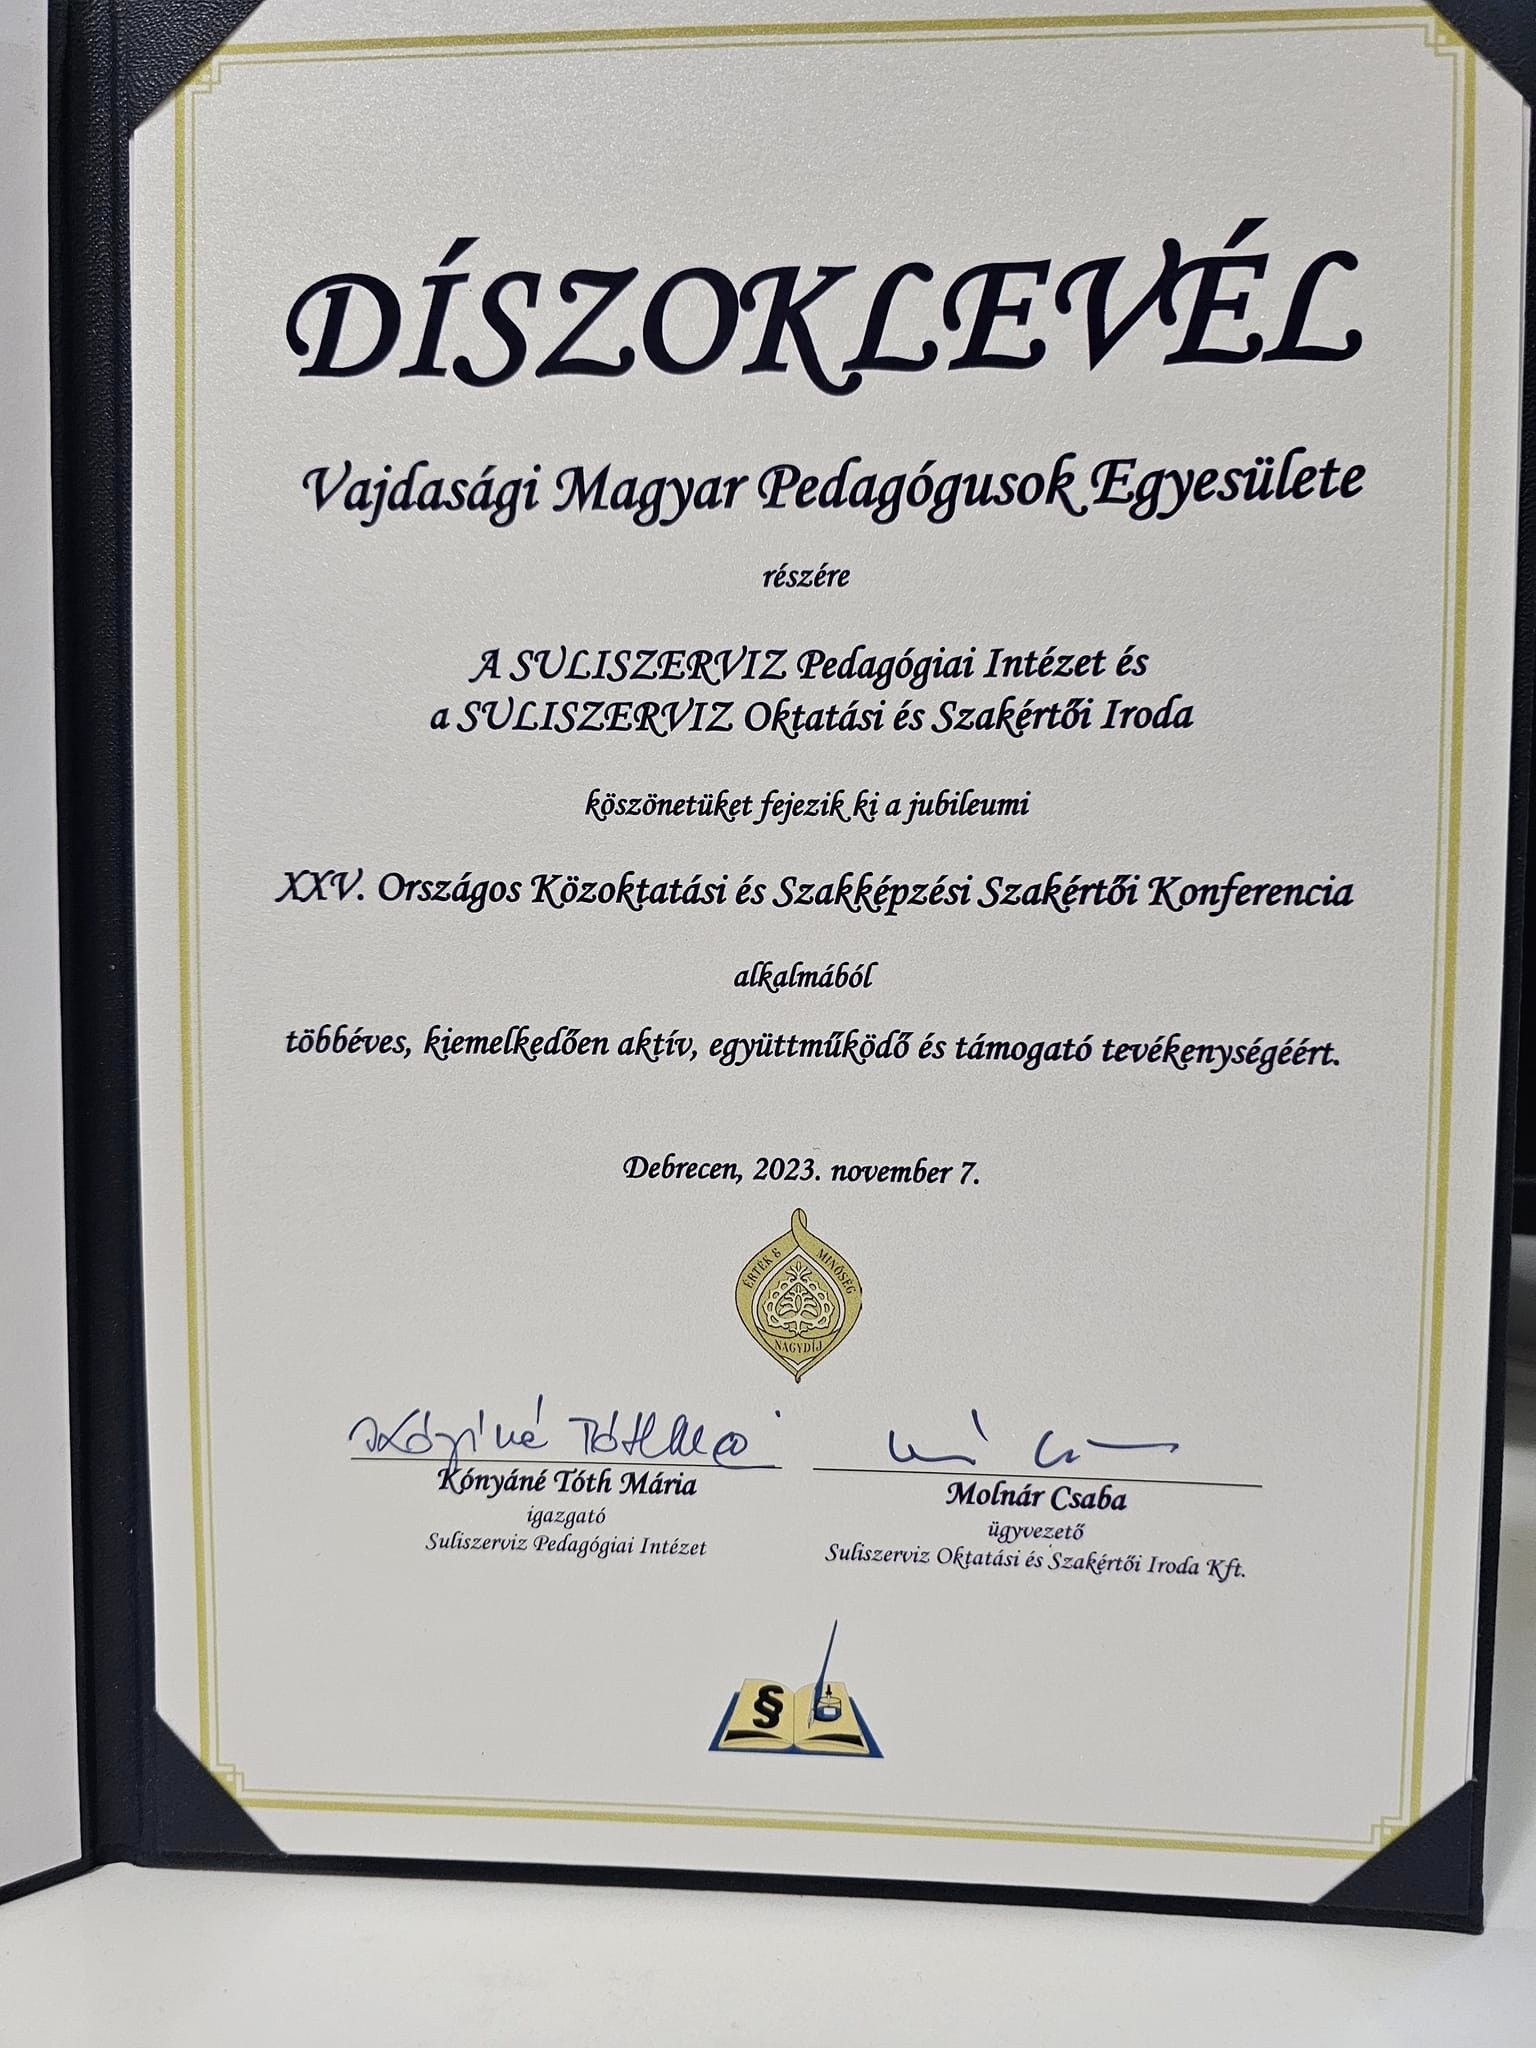 DÍSZOKLEVÉL
Vajdasági Magyar Pedagógusok Egyesülete
részére
A SULISZERVIZ Pedagógiai Intézet és
a SULISZERVIZ Oktatási és Szakértői Iroda
köszönetüket fejezik ki a jubileumi
XXV. Országos Közoktatási és Szakképzési Szakértői Konferencia
alkalmából
többéves, kiemelkedően aktív, együttműködő és támogató tevékenységéért.
Debrecen, 2023. november 7.
ÉRTÉK & MINŐSÉG
NAGYDÍJ
Kónyáné Tóth Mária
igazgató
Suliszerviz Pedagógiai Intézet
Molnár Csaba
ügyvezető
Suliszerviz Oktatási és Szakértői Iroda Kft.
§